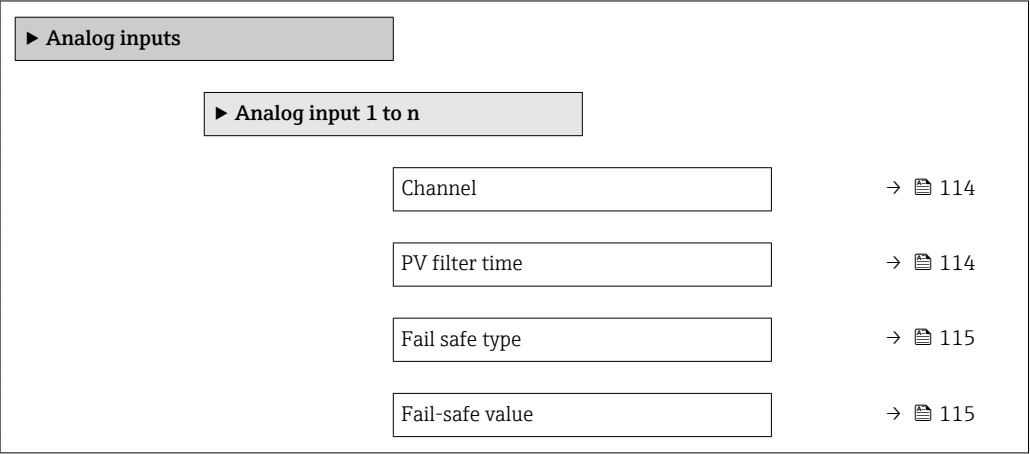 ► Analog inputs
► Analog input 1 to n
Channel → 114
PV filter time → 114
Fail safe type → 115
Fail-safe value → 115